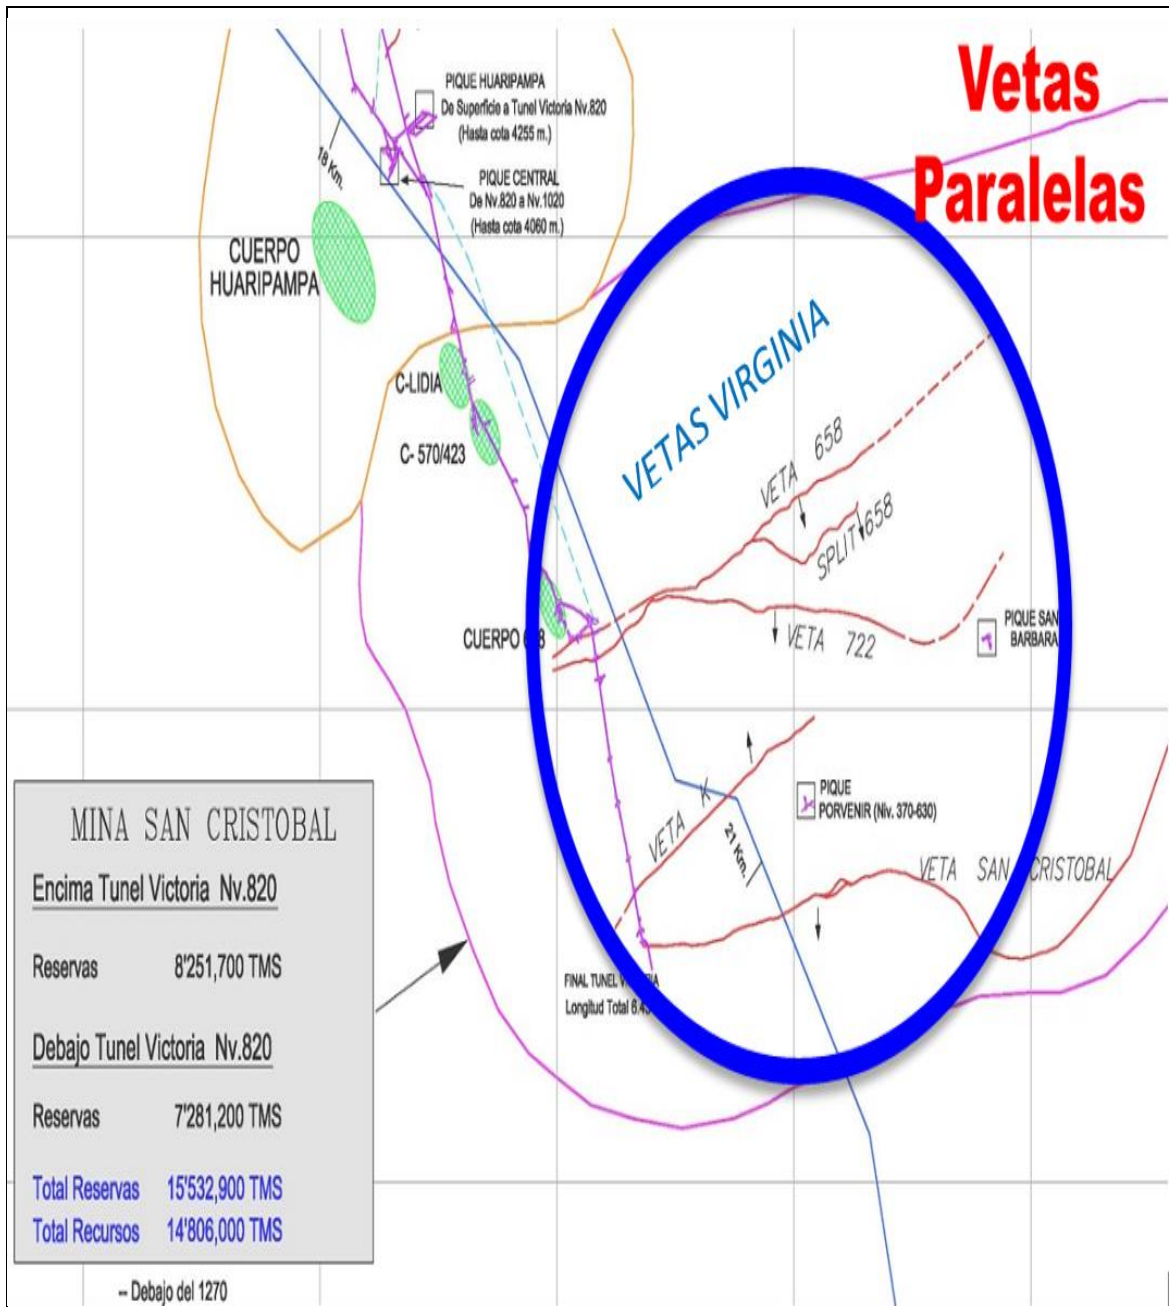 Vetas
Paralelas
PIQUE HUARIPAMPA
De Superficie a Tunel Victoria Nv.820
(Hasta cota 4255 m.)
18 Km.
PIQUE CENTRAL
De Nv.820 a Nv.1020
(Hasta cota 4060 m.)
CUERPO
HUARIPAMPA
VETAS VIRGINIA
C-LIDIA
C- 570/423
VETA 658
SPLIT 658
CUERPO
VETA 722
PIQUE SAN
BARBARA
VETA K
PIQUE
PORVENIR (Niv. 370-630)
21 Km.
VETA SAN CRISTOBAL
FINAL TUNEL
Longitud Total
MINA SAN CRISTOBAL
Encima Tunel Victoria Nv.820
Reservas 8'251,700 TMS
Debajo Tunel Victoria Nv.820
Reservas 7'281,200 TMS
Total Reservas 15'532,900 TMS
Total Recursos 14'806,000 TMS
-- Debajo del 1270